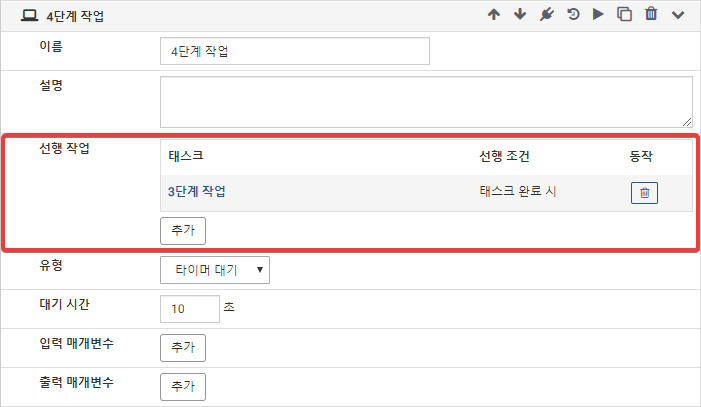 4단계 작업
이름 4단계 작업
설명
선행 작업 태스크 선행 조건 동작
3단계 작업 태스크 완료 시
추가
유형 타이머 대기
대기 시간 10 초
입력 매개변수 추가
출력 매개변수 추가